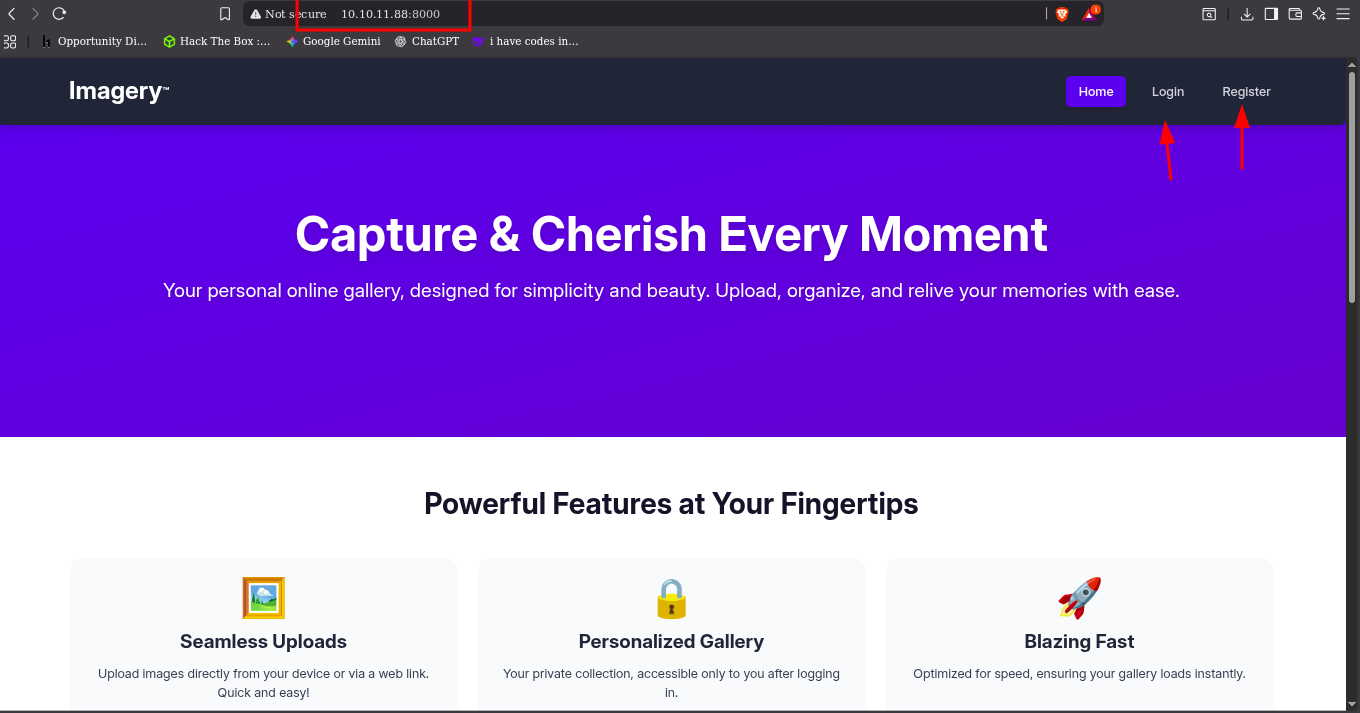 Not secure 10.10.11.88:8000
1
Opportunity Di... Hack The Box :... Google Gemini ChatGPT i have codes in...
Imagery™ Home Login Register
Capture & Cherish Every Moment
Your personal online gallery, designed for simplicity and beauty. Upload, organize, and relive your memories with ease.
Powerful Features at Your Fingertips
Seamless Uploads
Upload images directly from your device or via a web link.
Quick and easy!
Personalized Gallery
Your private collection, accessible only to you after logging
in.
Blazing Fast
Optimized for speed, ensuring your gallery loads instantly.